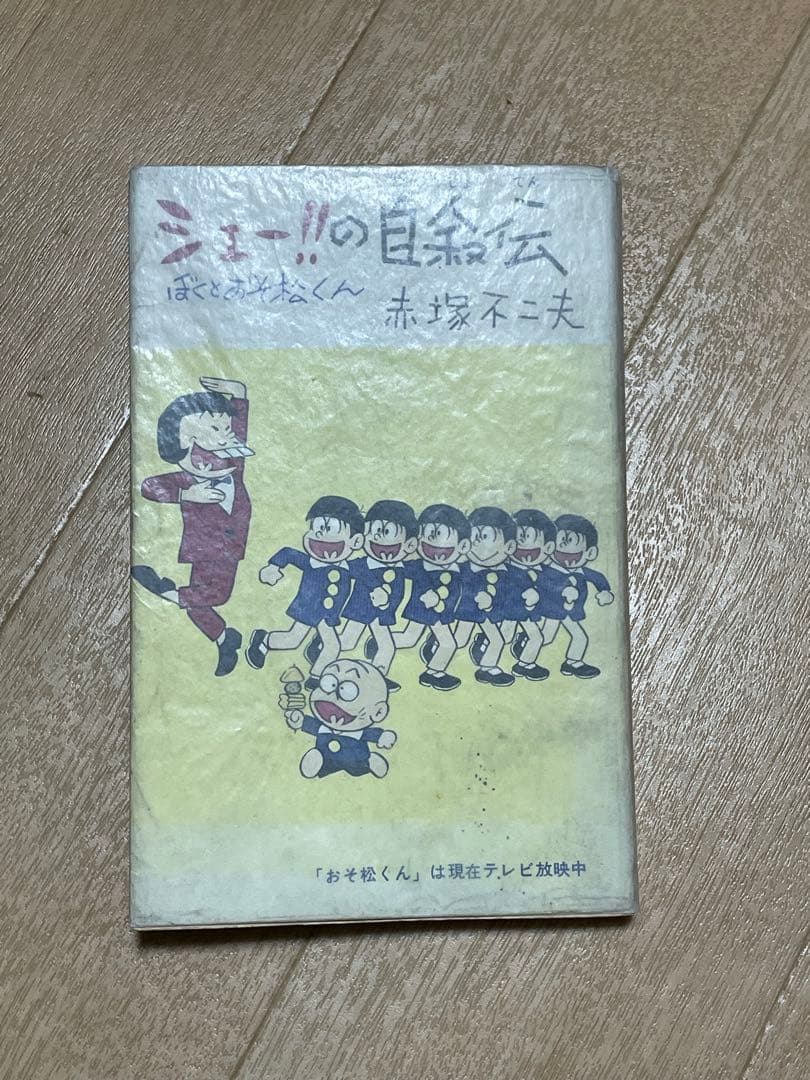 シェー!!の自叙伝
ぼくとおそ松くん
赤塚不二夫
「おそ松くん」は現在テレビ放映中